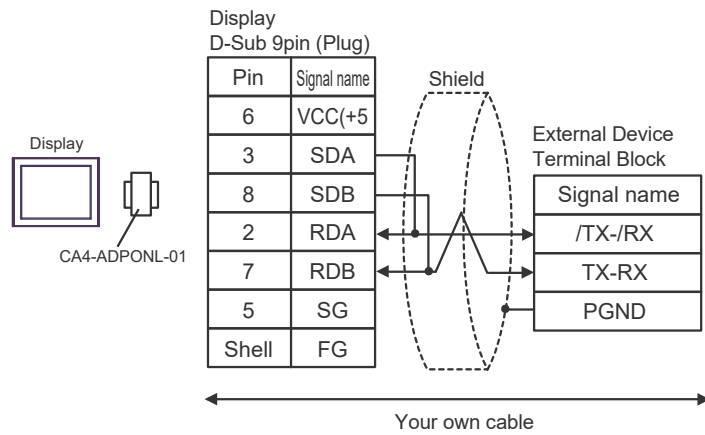 Display
D-Sub 9pin (Plug)
Pin Signal name
6 VCC(+5
3 SDA
8 SDB
2 RDA
7 RDB
5 SG
Shell FG
Shield
External Device
Terminal Block
Signal name
/TX-/RX
TX-RX
PGND
Display
CA4-ADPONL-01
Your own cable